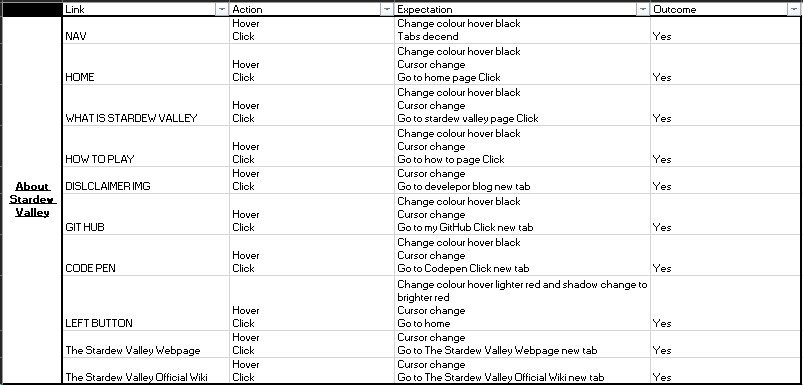 Link Action Expectation Outcome
About
Stardew
Valley
Hover Change colour hover black
NAV Click Tabs decend Yes
Change colour hover black
Hover Cursor change
HOME Click Go to home page Click Yes
Change colour hover black
Hover Cursor change
WHAT IS STARDEW VALLEY Click Go to stardew valley page Click Yes
Change colour hover black
Hover Cursor change
HOW TO PLAY Click Go to how to page Click Yes
Hover Cursor change
DISLCLAIMER IMG Click Go to develepor blog new tab Yes
Change colour hover black
Hover Cursor change
GIT HUB Click Go to my GitHub Click new tab Yes
Change colour hover black
Hover Cursor change
CODE PEN Click Go to Codepen Click new tab Yes
Change colour hover lighter red and shadow change to
brighter red
Hover Cursor change
LEFT BUTTON Click Go to home Yes
Hover Cursor change
The Stardew Valley Webpage Click Go to The Stardew Valley Webpage new tab Yes
Hover Cursor change
The Stardew Valley Official Wiki Click Go to The Stardew Valley Official Wiki new tab Yes